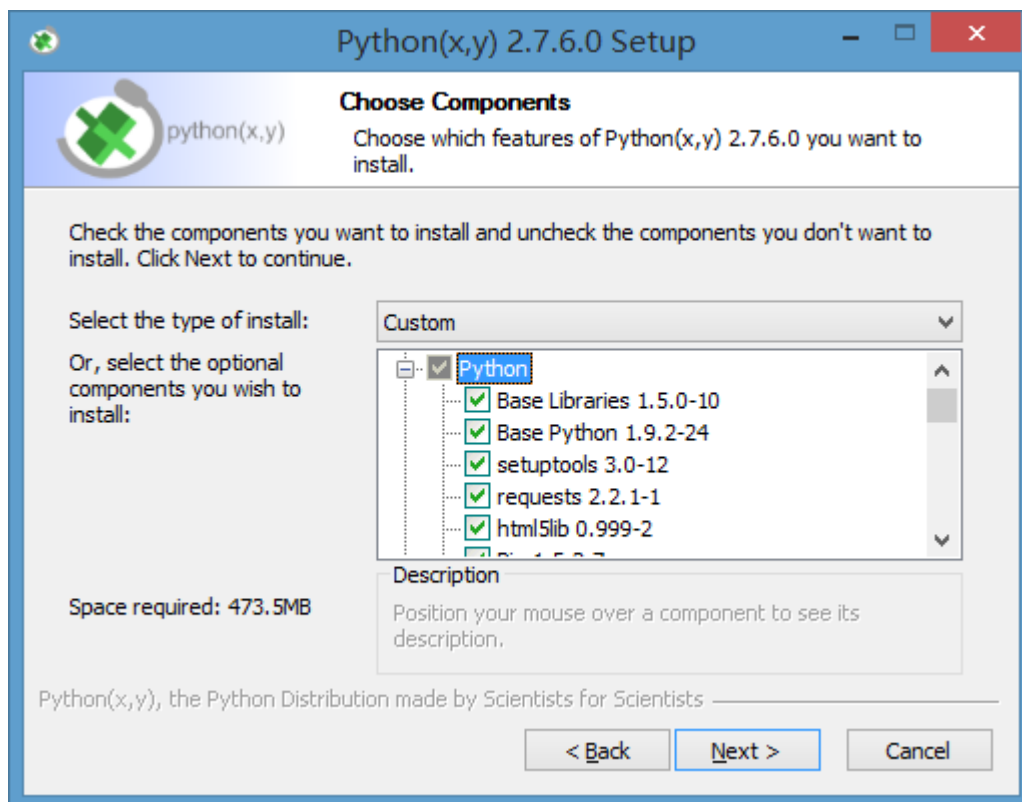 Python(x,y) 2.7.6.0 Setup
python(x,y)
Choose Components
Choose which features of Python(x,y) 2.7.6.0 you want to
install.
Check the components you want to install and uncheck the components you don't want to
install. Click Next to continue.
Select the type of install:
Custom
Or, select the optional
components you wish to
install:
Python
Base Libraries 1.5.0-10
Base Python 1.9.2-24
setuptools 3.0-12
requests 2.2.1-1
html5lib 0.999-2
Space required: 473.5MB
Description
Position your mouse over a component to see its
description.
Python(x,y), the Python Distribution made by Scientists for Scientists
< Back
Next >
Cancel